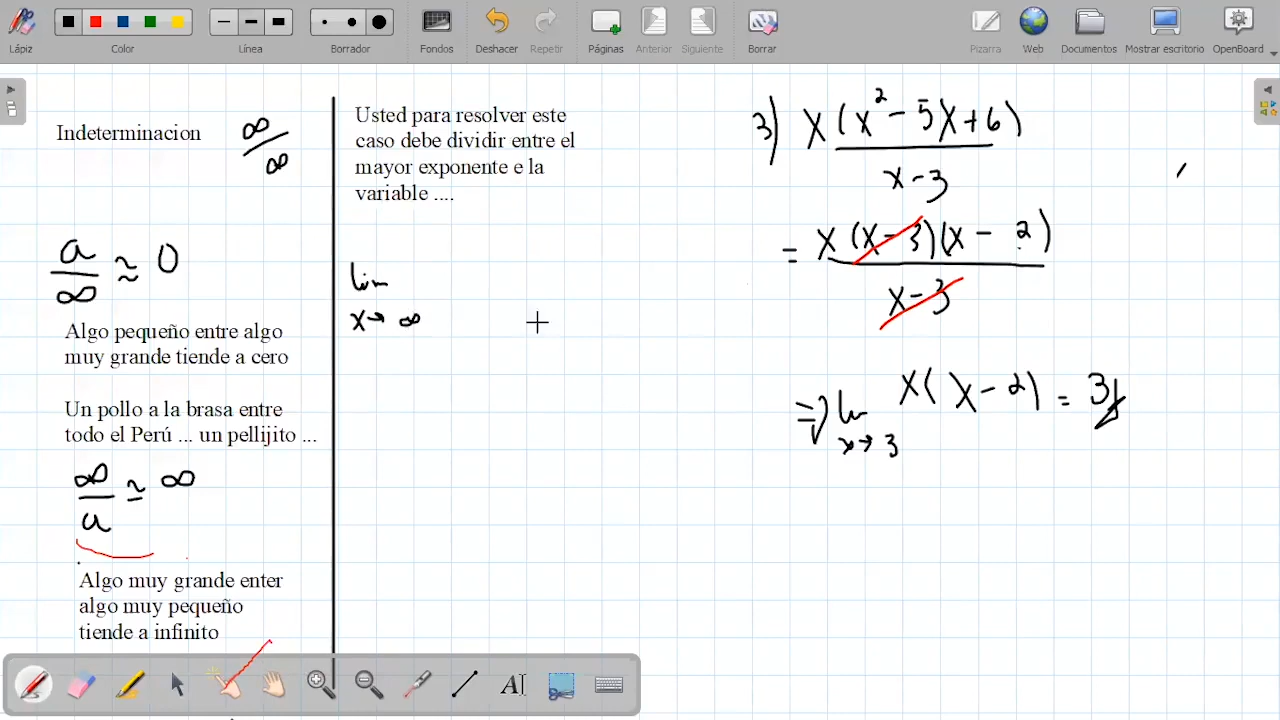 Lápiz
Color
Línea
Borrador
Fondos
Deshacer
Repetir
Páginas
Anterior
Siguiente
Borrar
Pizarra
Web
Documentos
Mostrar escritorio
OpenBoard
Indeterminacion ∞/∞
a/∞ ≈ 0
Algo pequeño entre algo
muy grande tiende a cero
Un pollo a la brasa entre
todo el Perú ... un pellijito ...
∞/a ≈ ∞
Algo muy grande enter
algo muy pequeño
tiende a infinito
Usted para resolver este
caso debe dividir entre el
mayor exponente e la
variable ....
lim
x→ ∞
3) x(x² - 5x+6)
x-3
= x (x-3)(x - 2)
x-3
⇒ lim x( x-2) = 3
x→3
AI